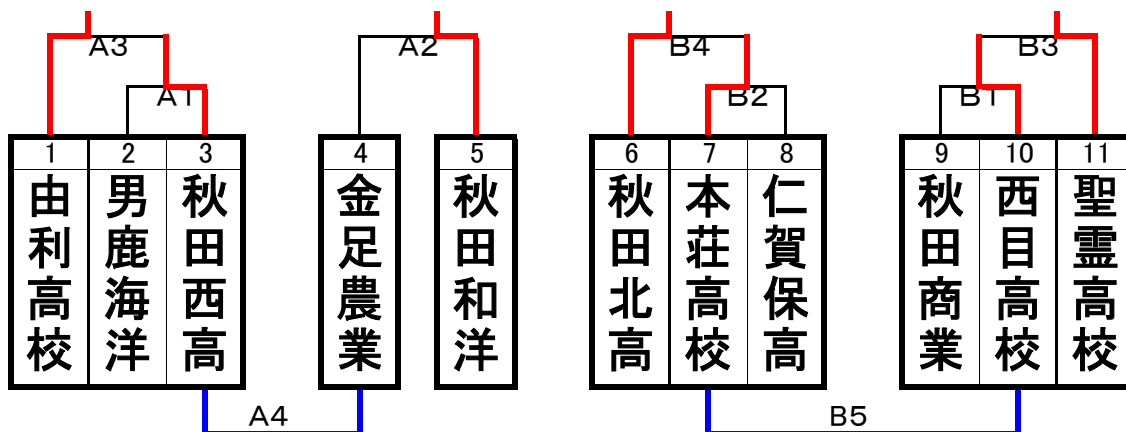 A3
A2
B4
B3
A1
B2
B1
1
2
3
4
5
6
7
8
9
10
11
由利高校
男鹿海洋
秋田西高
金足農業
秋田和洋
秋田北高
本荘高校
仁賀保高
秋田商業
西目高校
聖霊高校
A4
B5